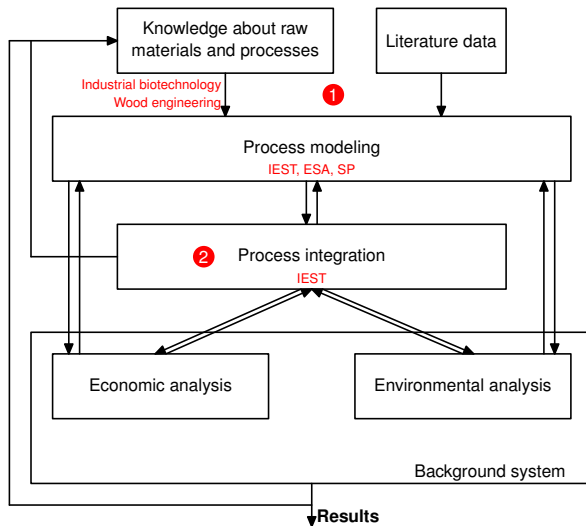 Knowledge about raw
materials and processes
Literature data
Industrial biotechnology
Wood engineering
1
Process modeling
IEST, ESA, SP
2
Process integration
IEST
Economic analysis
Environmental analysis
Background system
Results